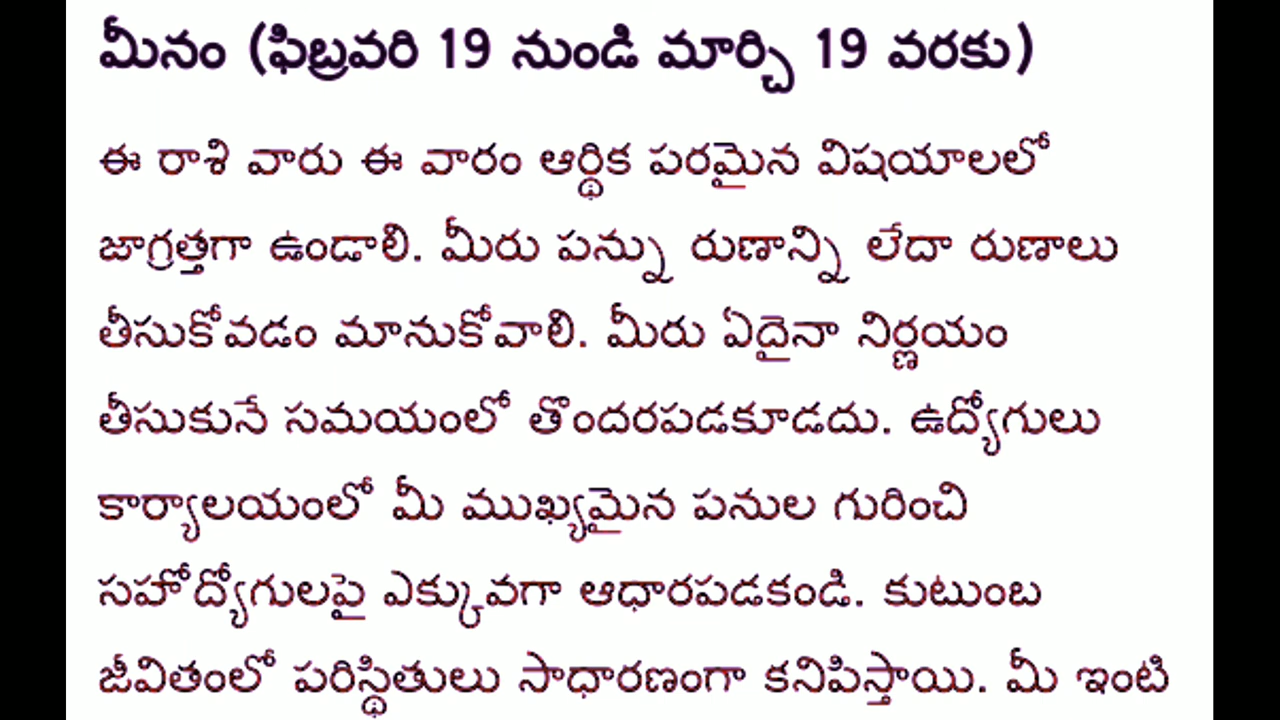 మీనం (ఫిబ్రవరి 19 నుండి మార్చి 19 వరకు)
ఈ రాశి వారు ఈ వారం ఆర్థిక పరమైన విషయాలలో
జాగ్రత్తగా ఉండాలి. మీరు పన్ను రుణాన్ని లేదా రుణాలు
తీసుకోవడం మానుకోవాలి. మీరు ఏదైనా నిర్ణయం
తీసుకునే సమయంలో తొందరపడకూడదు. ఉద్యోగులు
కార్యాలయంలో మీ ముఖ్యమైన పనుల గురించి
సహోద్యోగులపై ఎక్కువగా ఆధారపడకండి. కుటుంబ
జీవితంలో పరిస్థితులు సాధారణంగా కనిపిస్తాయి. మీ ఇంటి